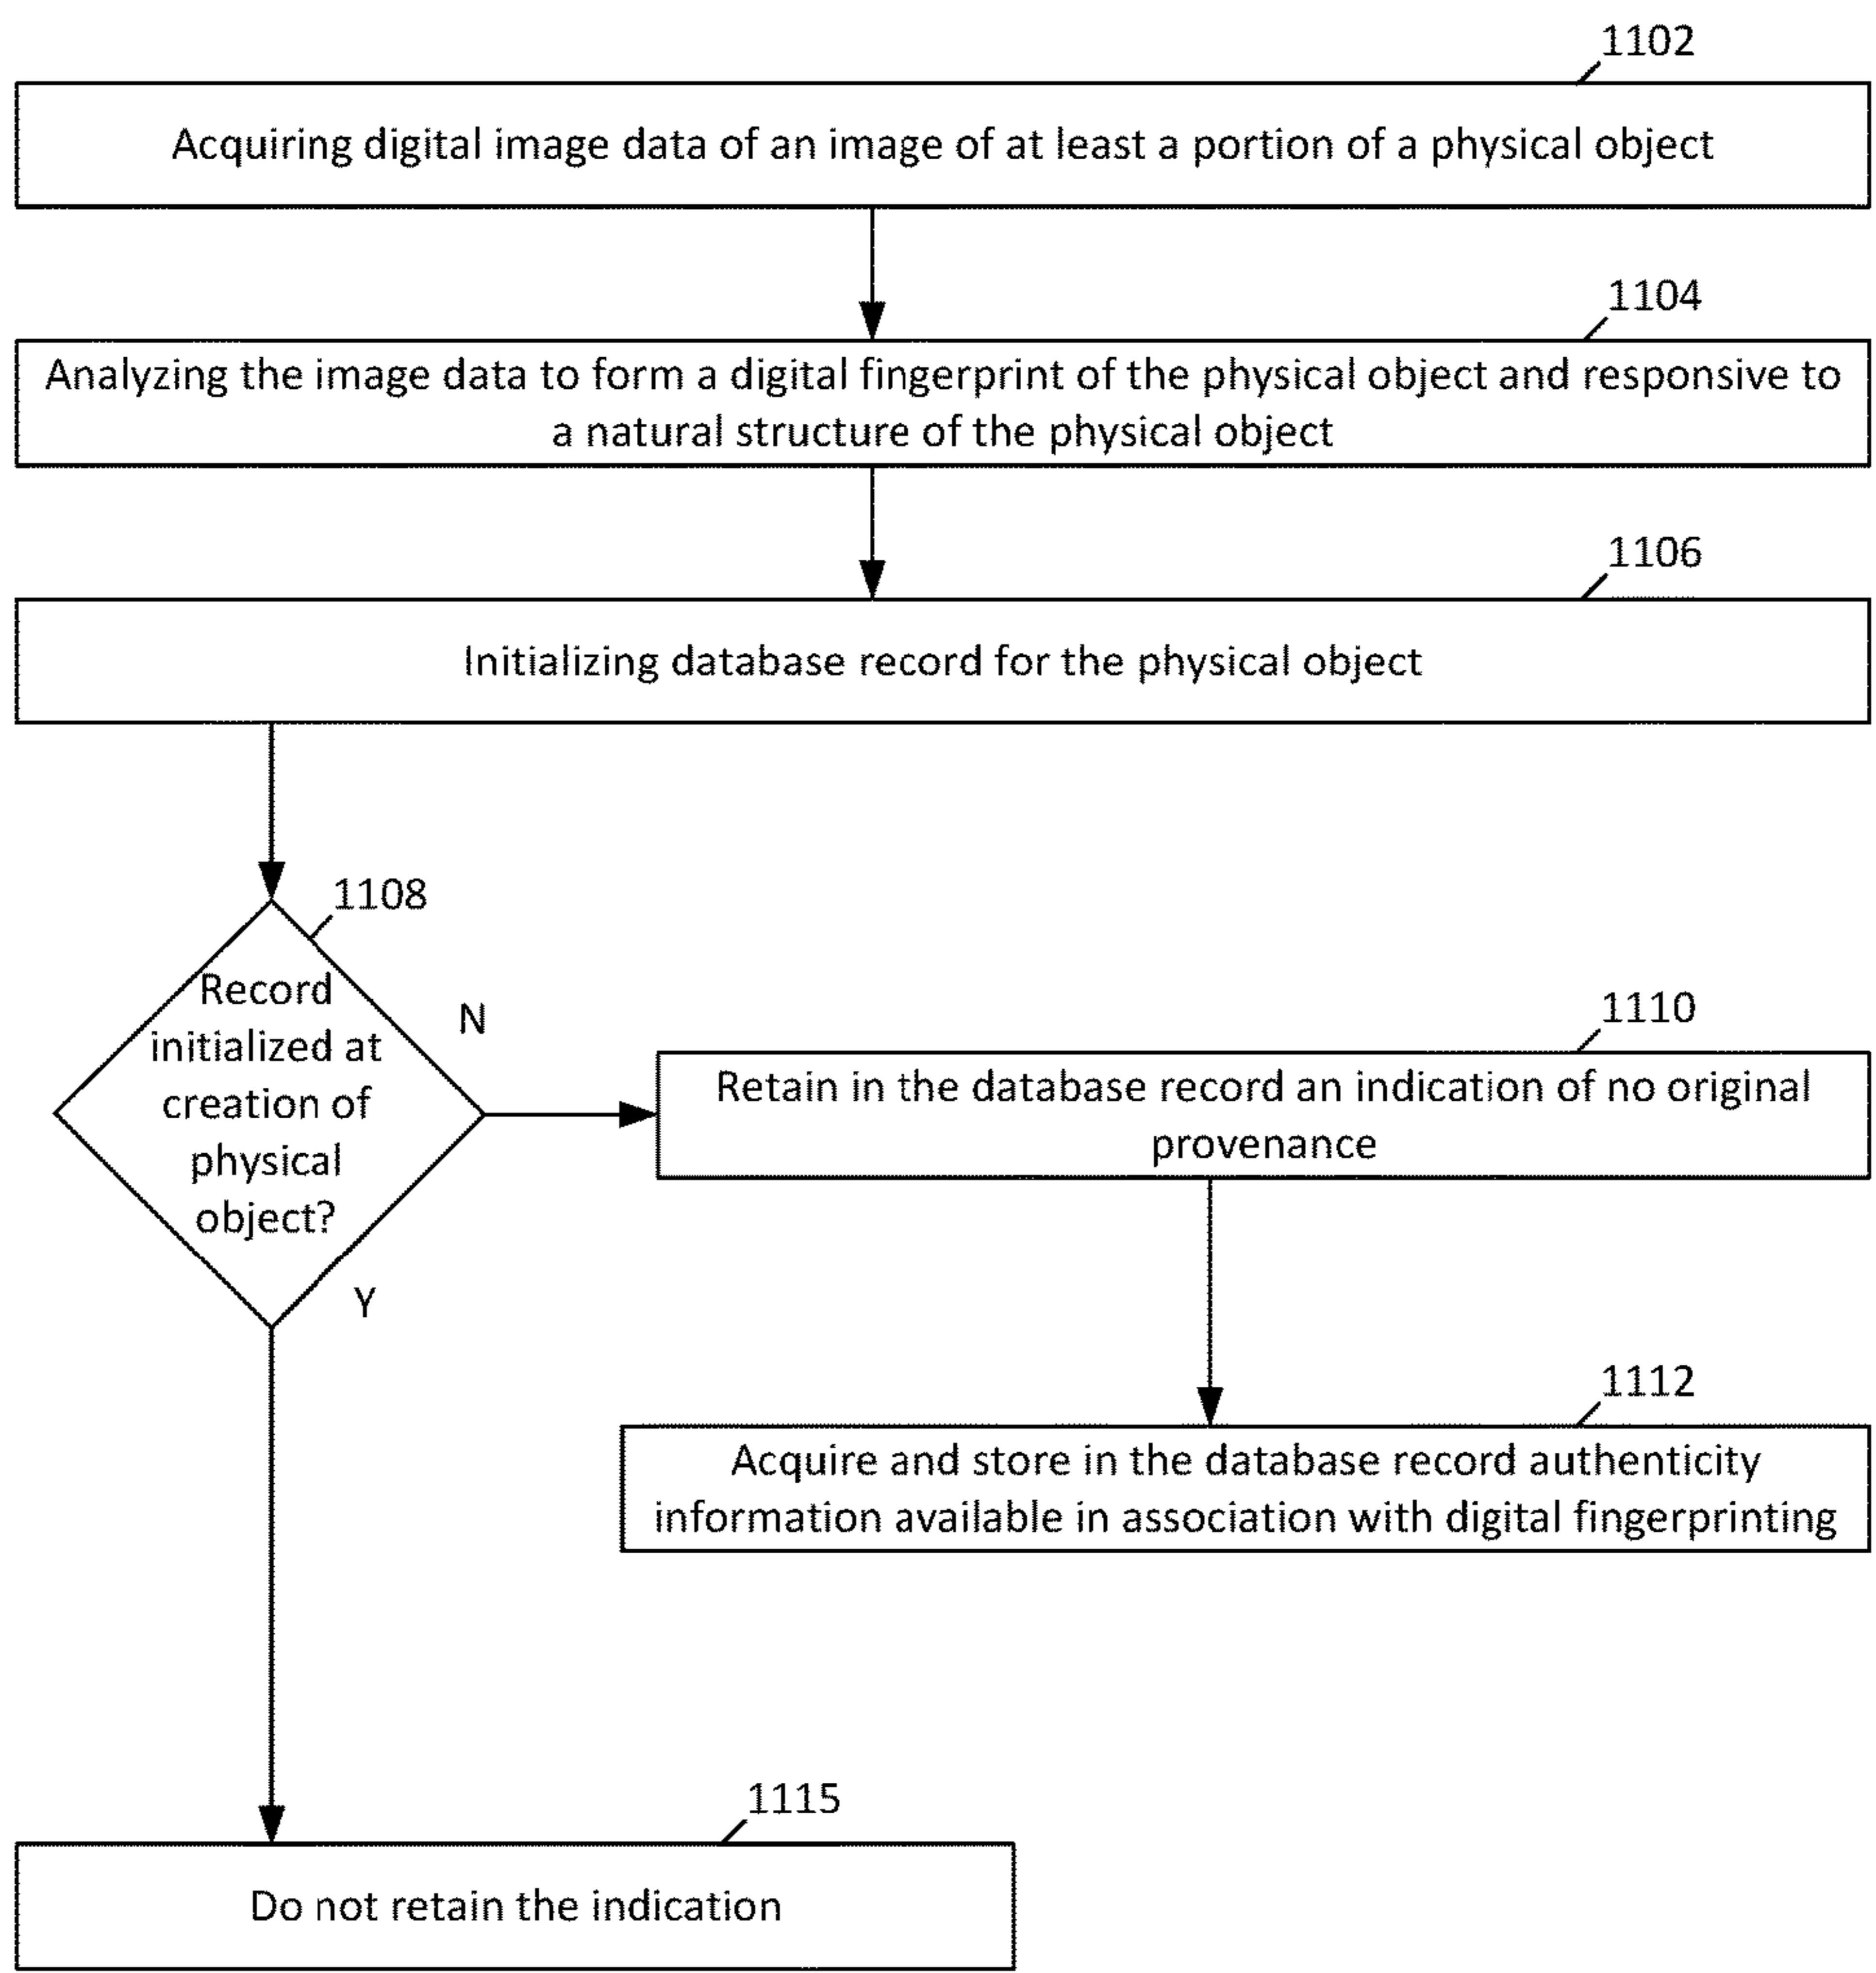 1102
Acquiring digital image data of an image of at least a portion of a physical object
1104
Analyzing the image data to form a digital fingerprint of the physical object and responsive to
a natural structure of the physical object
1106
Initializing database record for the physical object
1108
Record
initialized at
creation of
physical
object?
N
Y
1110
Retain in the database record an indication of no original
provenance
1112
Acquire and store in the database record authenticity
information available in association with digital fingerprinting
1115
Do not retain the indication